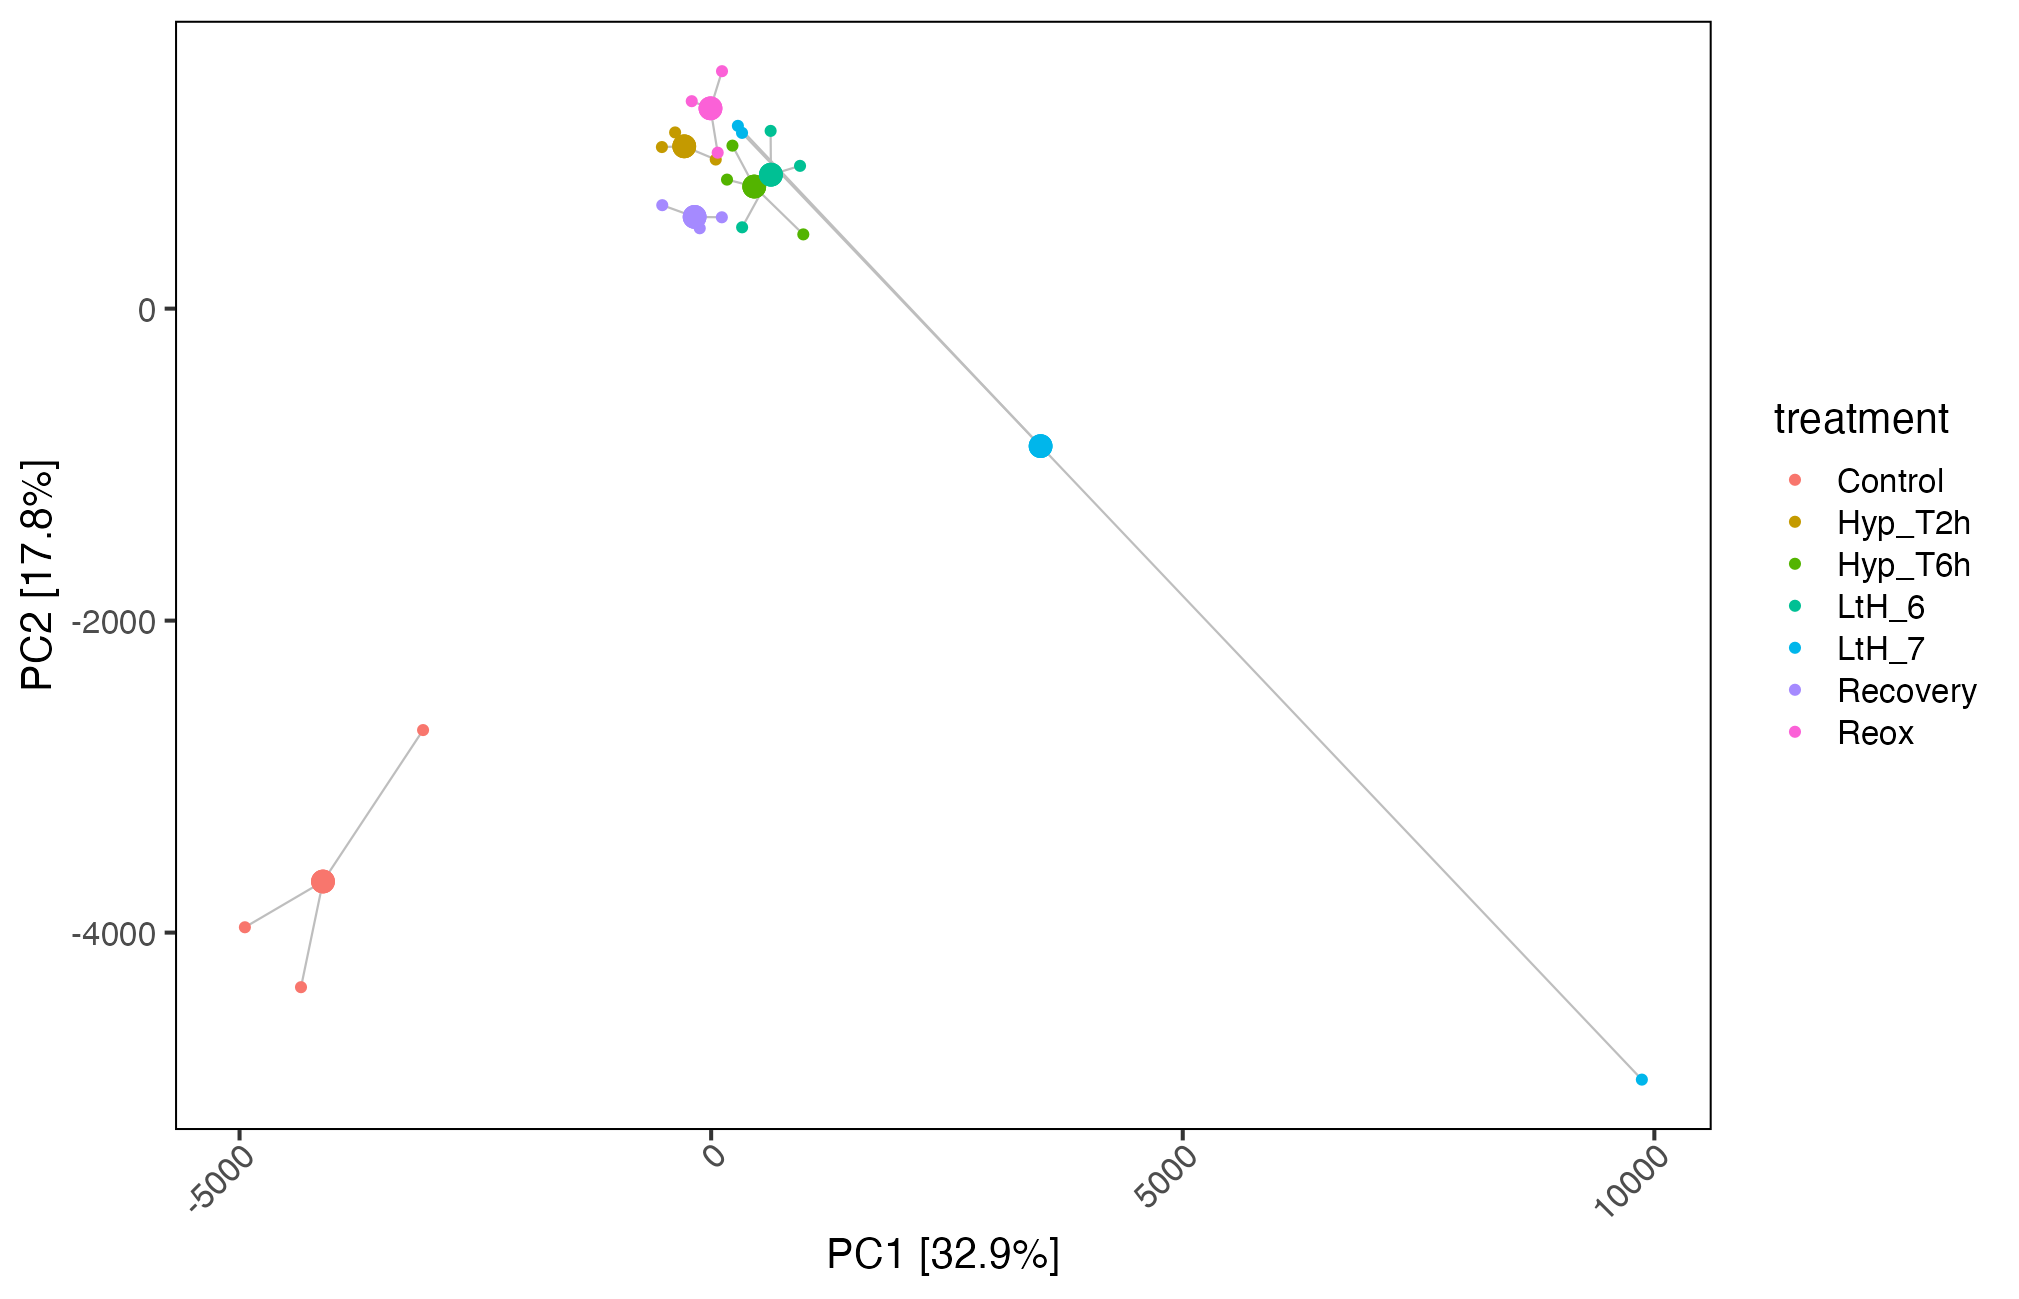 PC2 [17.8%]
0
-2000
-4000
-5000
0
5000
10000
PC1 [32.9%]
treatment
Control
Hyp_T2h
Hyp_T6h
LtH_6
LtH_7
Recovery
Reox